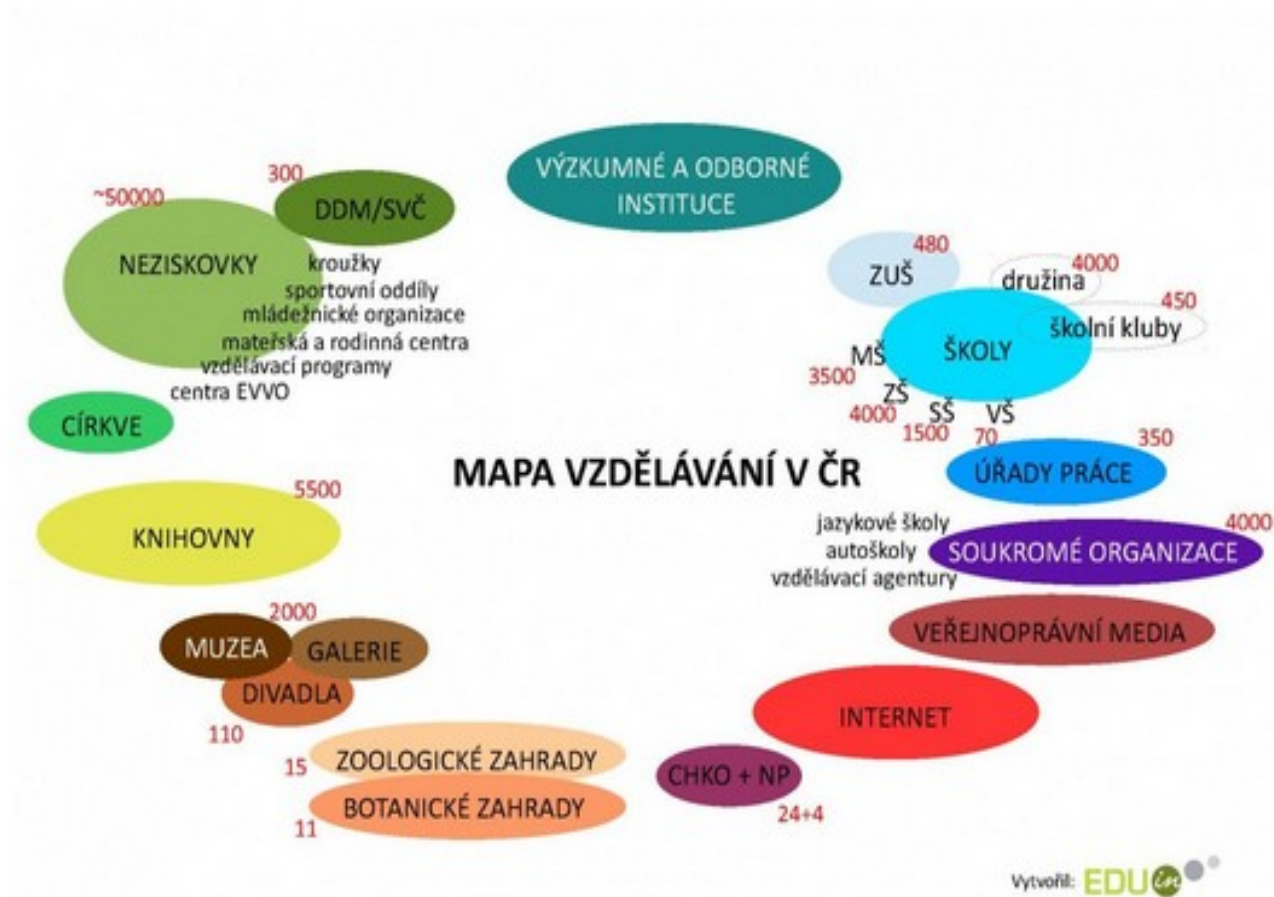 VÝZKUMNÉ A ODBORNÉ
INSTITUCE
300
~50000
DDM/SVČ
NEZISKOVKY
kroužky
sportovní oddíly
mládežnické organizace
mateřská a rodinná centra
vzdělávací programy
centra EVVO
480
ZUŠ
4000
družina
450
školní kluby
ŠKOLY
MŠ
3500
ZŠ
4000
SŠ
1500
VŠ
70
CÍRKVE
MAPA VZDĚLÁVÁNÍ V ČR
350
ÚŘADY PRÁCE
5500
KNIHOVNY
jazykové školy
autoškoly
vzdělávací agentury
4000
SOUKROMÉ ORGANIZACE
2000
MUZEA
GALERIE
DIVADLA
110
VEŘEJNOPRÁVNÍ MEDIA
INTERNET
15
ZOOLOGICKÉ ZAHRADY
11
BOTANICKÉ ZAHRADY
CHKO + NP
24+4
Vytvořil: EDUin